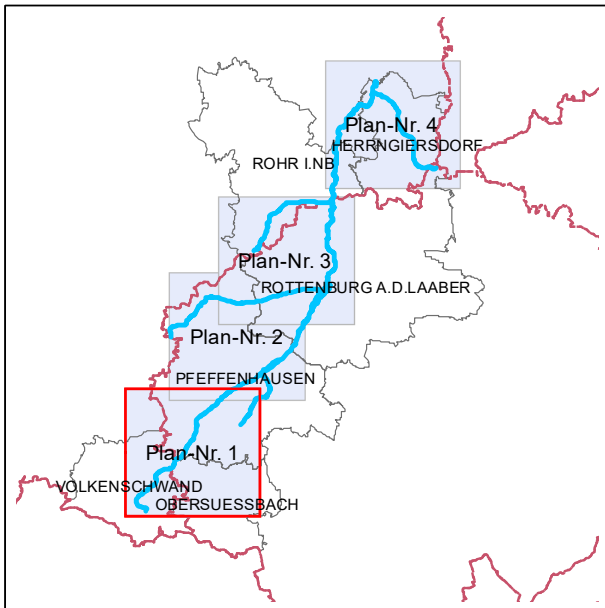 Plan-Nr. 4
HERRNGIERSDORF
ROHR I.NB
Plan-Nr. 3
ROTTENBURG A.D.LAABER
Plan-Nr. 2
PFEFFENHAUSEN
Plan-Nr. 1
VOLKENSCHWAND
OBERSUESSBACH